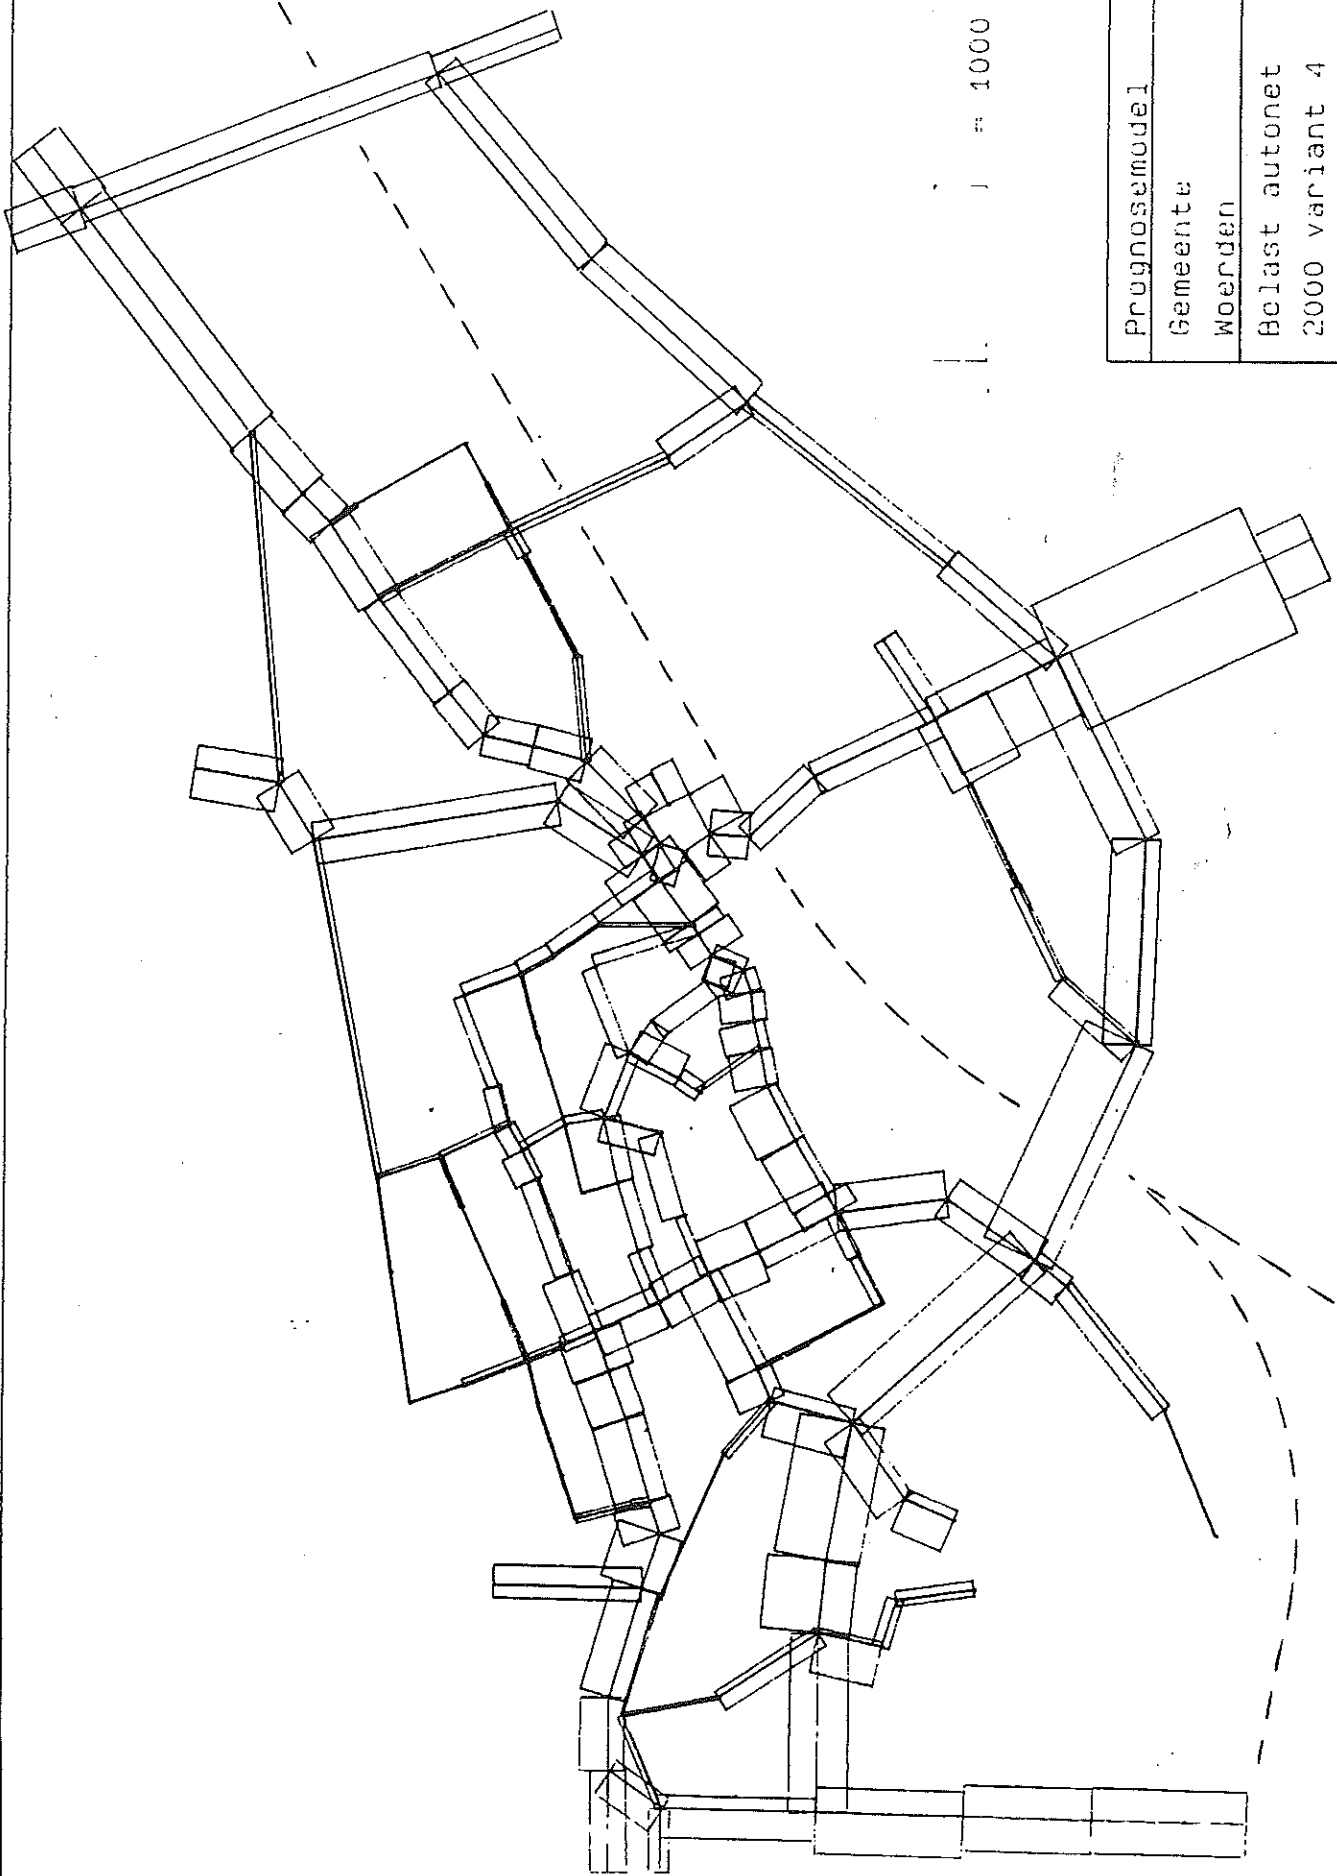 = 1000
Prognosemodel
Gemeente
Woerden
Belast autonet
2000 variant 4